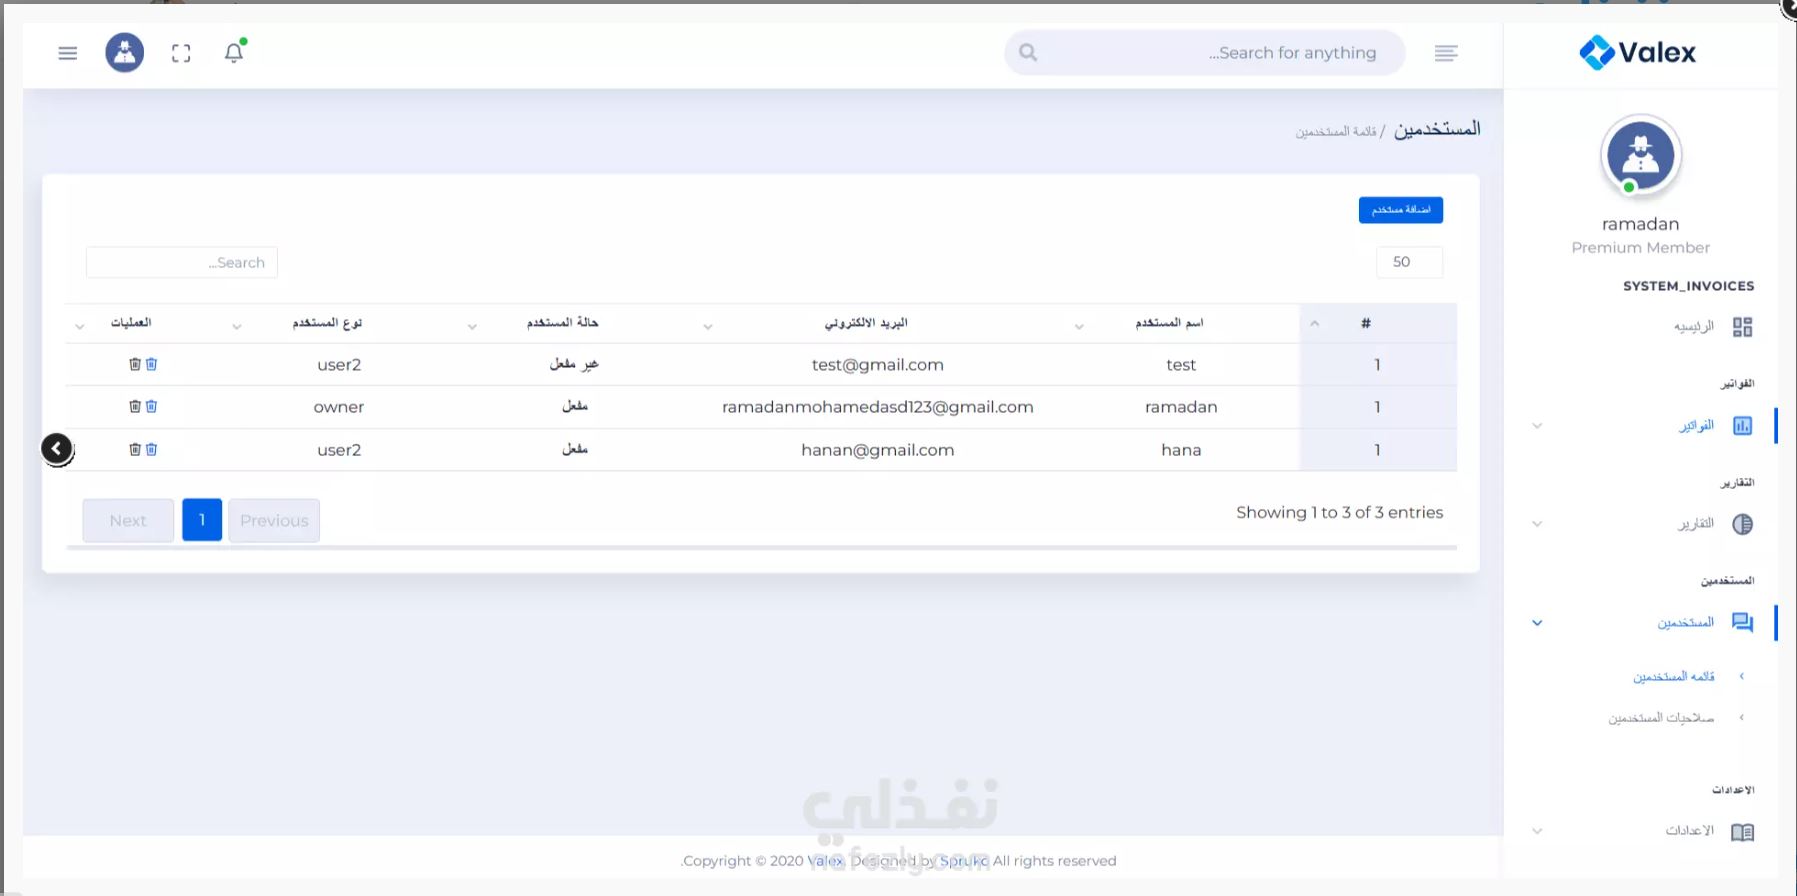 Valex
Search for anything...
ramadan
Premium Member
SYSTEM_INVOICES
الرئيسيه
الفواتير
الفواتير
التقارير
التقارير
المستخدمين
المستخدمين
قائمه المستخدمين
صلاحيات المستخدمين
الاعدادات
الاعدادات
المستخدمين / قائمة المستخدمين
اضافة مستخدم
50
Search...
# اسم المستخدم البريد الالكتروني حالة المستخدم نوع المستخدم العمليات
1 test test@gmail.com غير مفعل user2
1 ramadan ramadanmohamedasd123@gmail.com مفعل owner
1 hana hanan@gmail.com مفعل user2
Showing 1 to 3 of 3 entries
Previous 1 Next
نفذلي
nafezly.com
Copyright © 2020 Valex. Designed by Spruko All rights reserved.